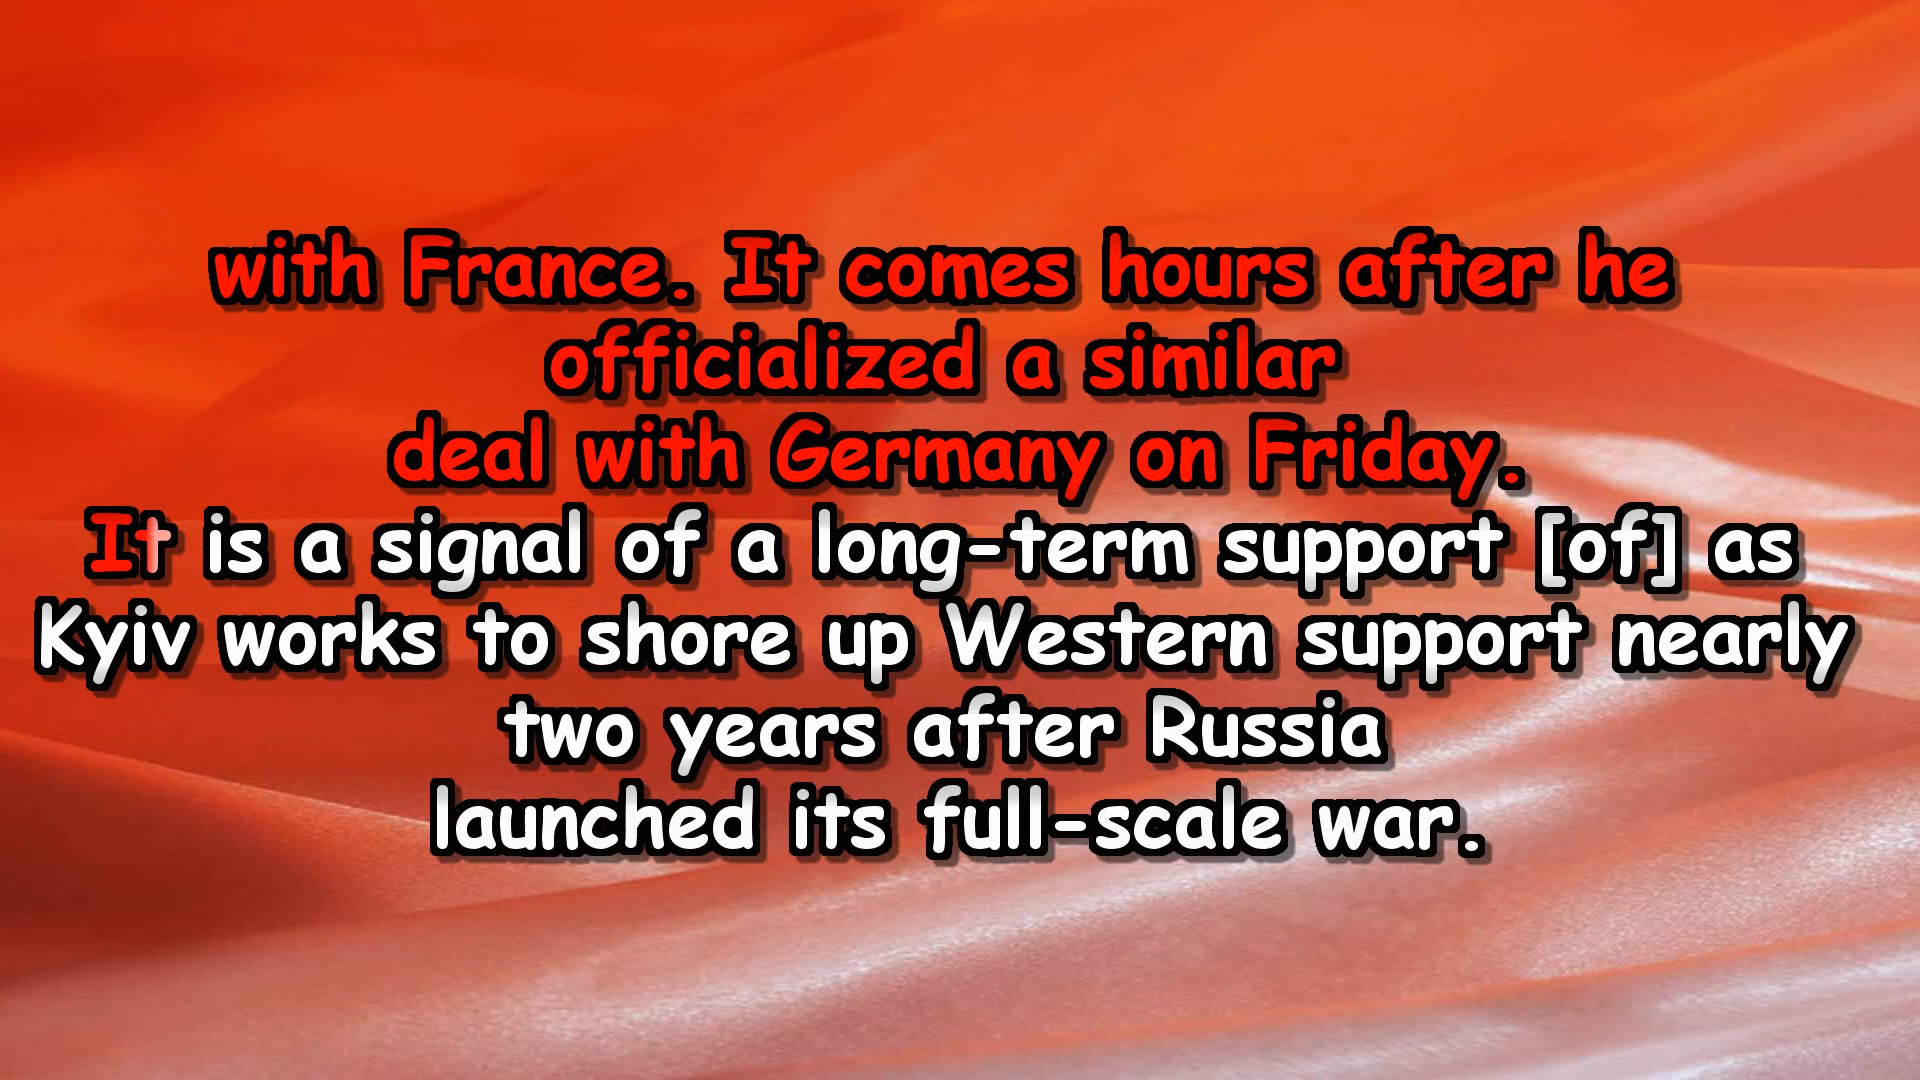 with France. It comes hours after he
officialized a similar
deal with Germany on Friday.
It is a signal of a long-term support [of] as
Kyiv works to shore up Western support nearly
two years after Russia
launched its full-scale war.